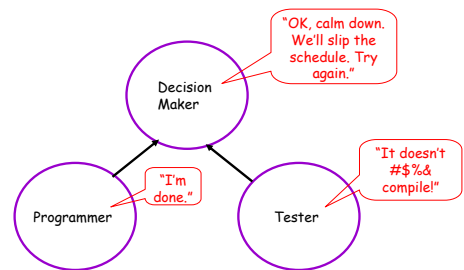 “OK, calm down.
We’ll slip the
schedule. Try
again.”
Decision
Maker
“It doesn’t
#$%&
compile!”
“I’m
done.”
Programmer
Tester